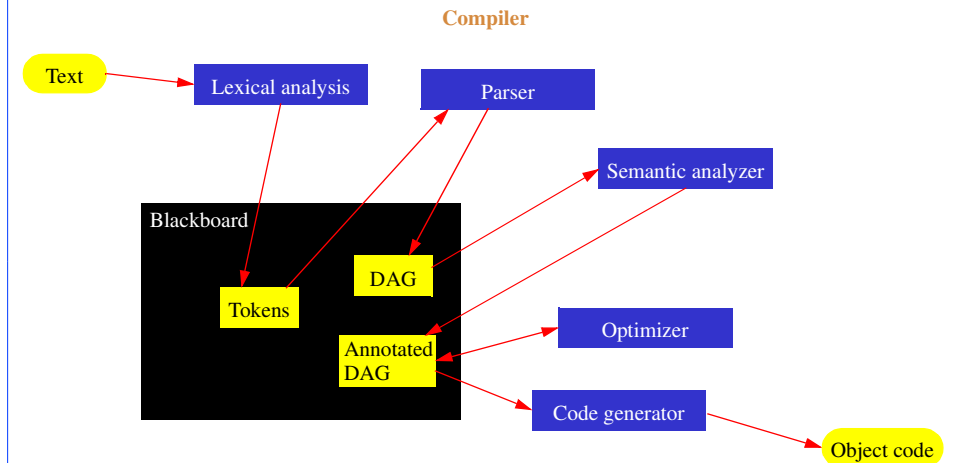 Compiler
Text
Lexical analysis
Parser
Semantic analyzer
Blackboard
DAG
Tokens
Optimizer
Annotated
DAG
Code generator
Object code